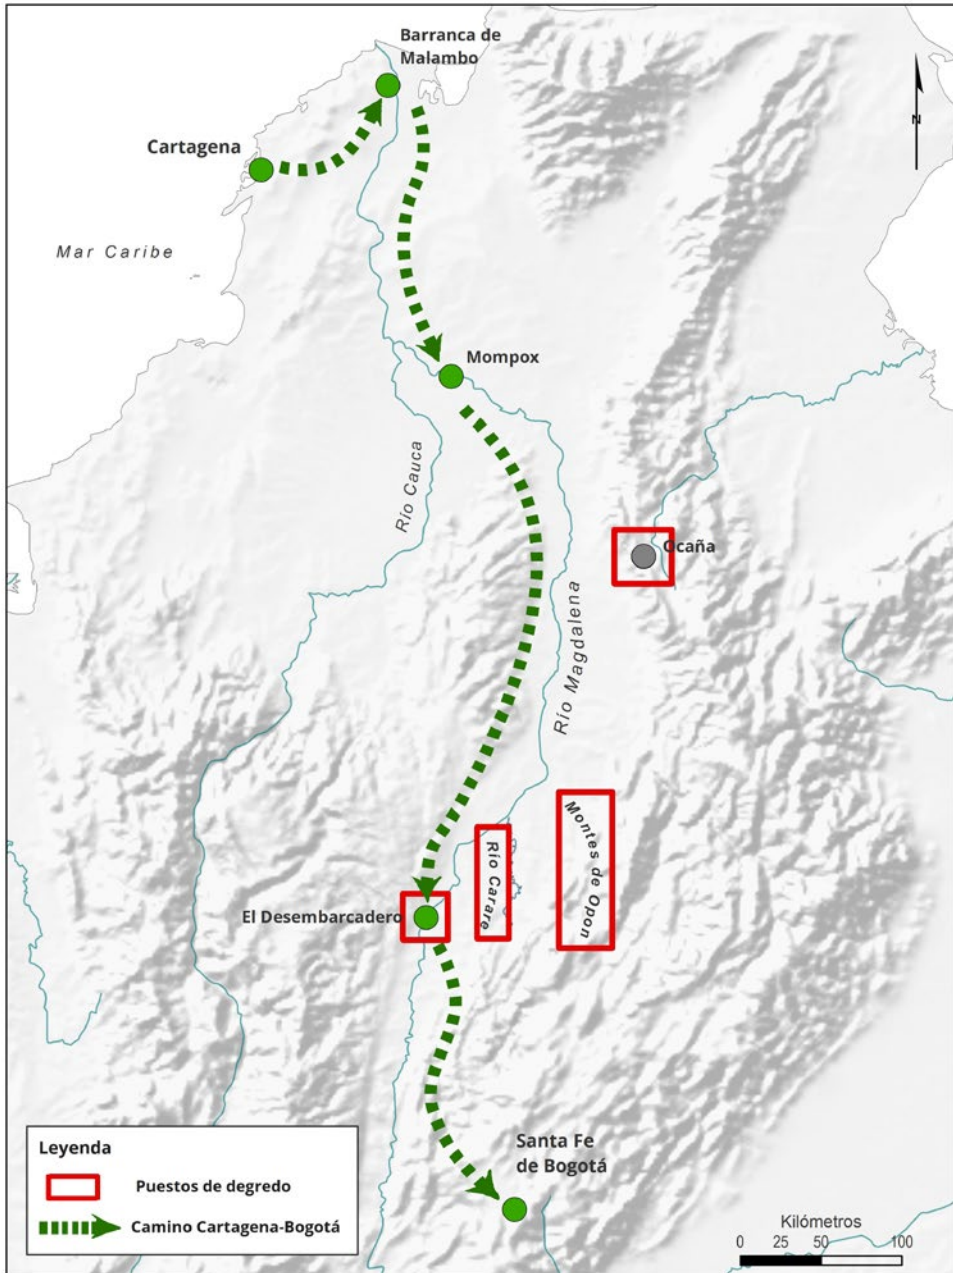 Barranca de
Malambo
Cartagena
N
Mar Caribe
Mompox
Río Cauca
Ocaña
Río Magdalena
Montes de Opon
Río Carare
El Desembarcadero
Santa Fe
de Bogotá
Leyenda
Puestos de degredo
Camino Cartagena-Bogotá
Kilómetros
0 25 50 100